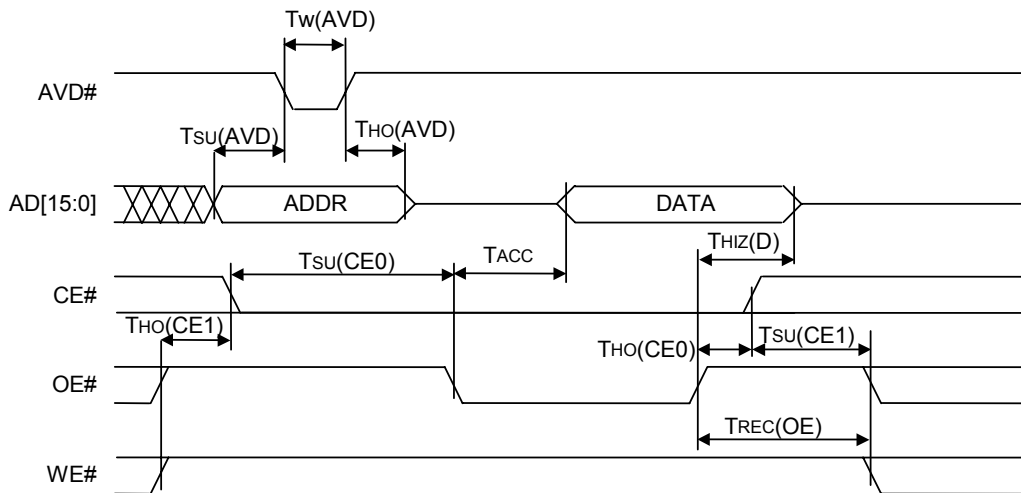 Tw(AVD)
AVD#
TSU(AVD)
THO(AVD)
AD[15:0]
ADDR
DATA
TSU(CE0)
TACC
THIZ(D)
CE#
THO(CE1)
THO(CE0)
TSU(CE1)
OE#
TREC(OE)
WE#